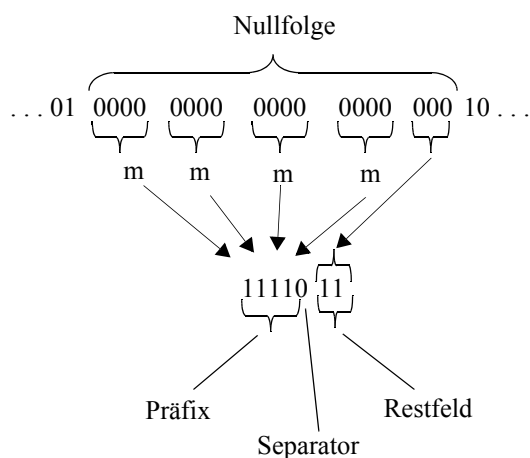 Nullfolge
. . . 01 0000 0000 0000 0000 000 10 . . .
m m m m
11110 11
Präfix Restfeld
Separator